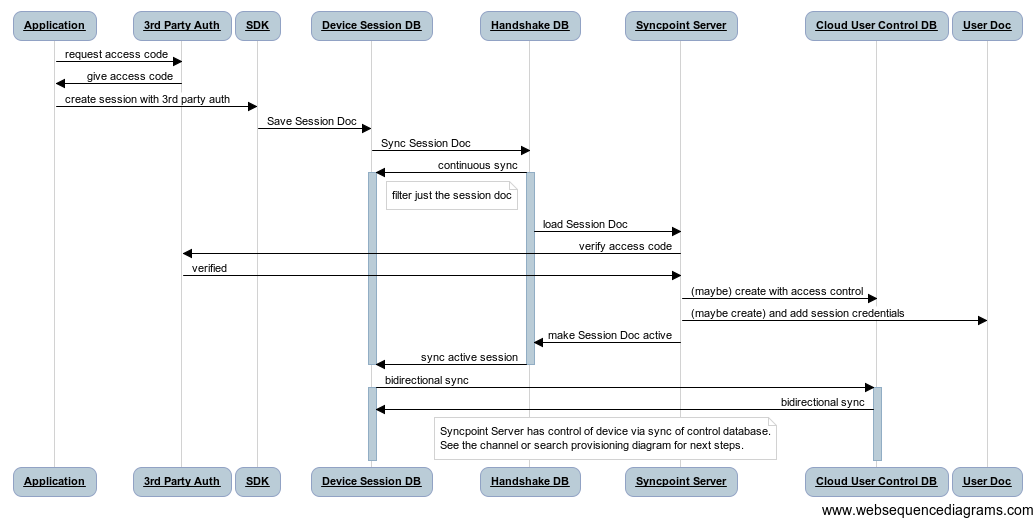 Application 3rd Party Auth SDK Device Session DB Handshake DB Syncpoint Server Cloud User Control DB User Doc
request access code
give access code
create session with 3rd party auth
Save Session Doc
Sync Session Doc
continuous sync
filter just the session doc
load Session Doc
verify access code
verified
(maybe) create with access control
(maybe create) and add session credentials
make Session Doc active
sync active session
bidirectional sync
bidirectional sync
Syncpoint Server has control of device via sync of control database.
See the channel or search provisioning diagram for next steps.
Application 3rd Party Auth SDK Device Session DB Handshake DB Syncpoint Server Cloud User Control DB User Doc
www.websequencediagrams.com